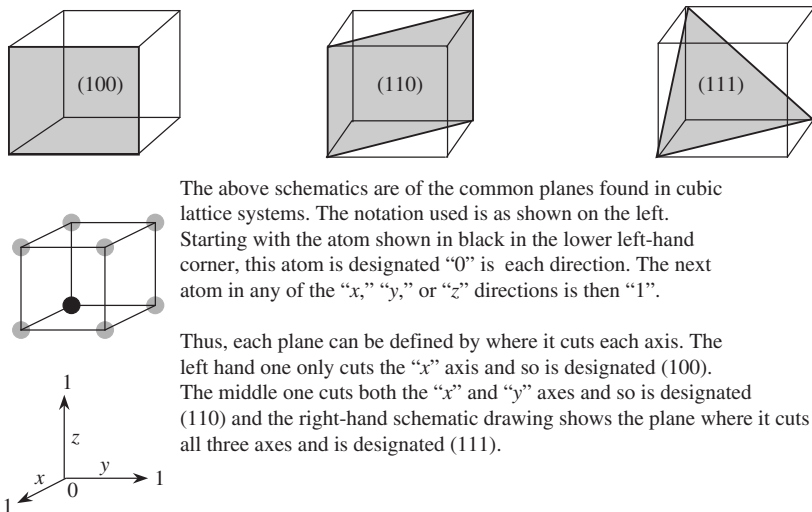 (100)
(110)
(111)
The above schematics are of the common planes found in cubic
lattice systems. The notation used is as shown on the left.
Starting with the atom shown in black in the lower left-hand
corner, this atom is designated “0” is each direction. The next
atom in any of the “x,” “y,” or “z” directions is then “1”.
Thus, each plane can be defined by where it cuts each axis. The
left hand one only cuts the “x” axis and so is designated (100).
The middle one cuts both the “x” and “y” axes and so is designated
(110) and the right-hand schematic drawing shows the plane where it cuts
all three axes and is designated (111).
1
z
x
y
1
0
1